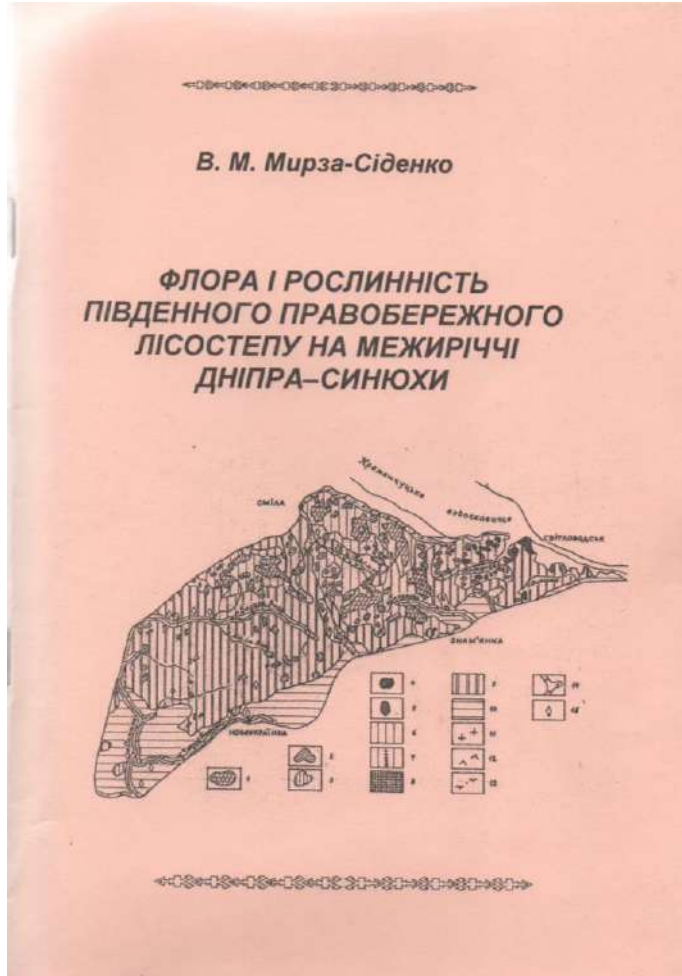 В. М. Мирза-Сіденко
ФЛОРА І РОСЛИННІСТЬ
ПІВДЕННОГО ПРАВОБЕРЕЖНОГО
ЛІСОСТЕПУ НА МЕЖИРІЧЧІ
ДНІПРА–СИНЮХИ
Кременчуцьке
водосховище
СМІЛА
СВІТЛОВОДСЬК
ЗНАМ'ЯНКА
НОВОУКРАЇНКА